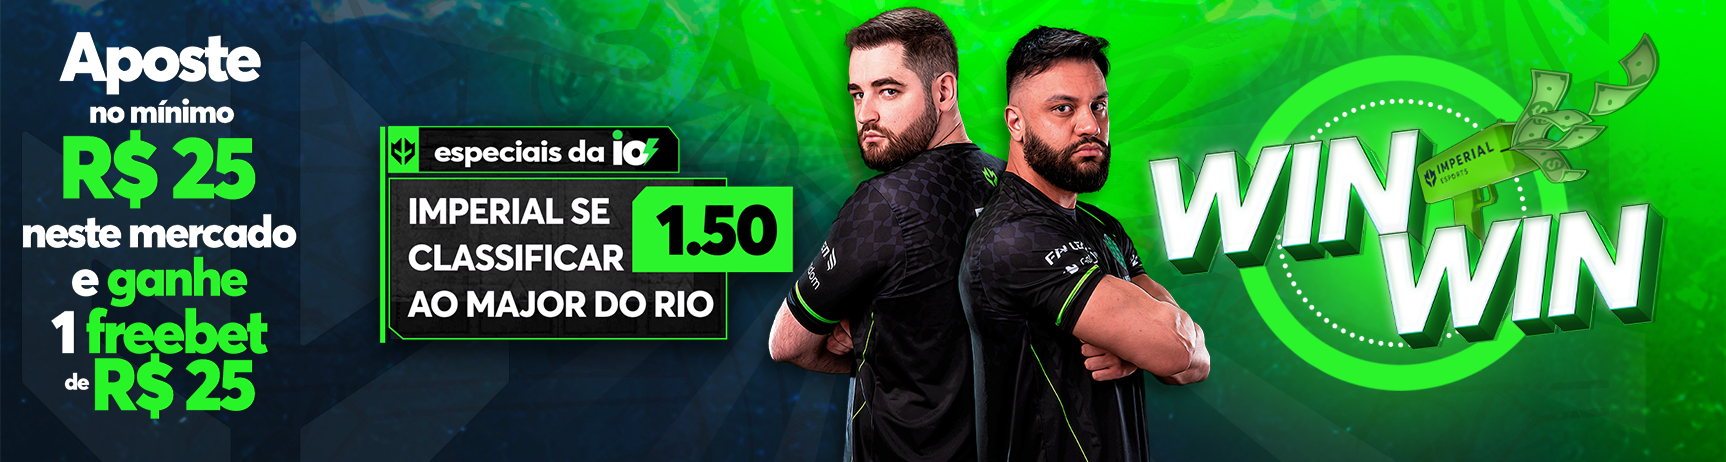 Aposte
no mínimo
R$ 25
neste mercado
e ganhe
1 freebet
de R$ 25
especiais da io
IMPERIAL SE
CLASSIFICAR
AO MAJOR DO RIO
1.50
WIN
WIN
IMPERIAL
ESPORTS